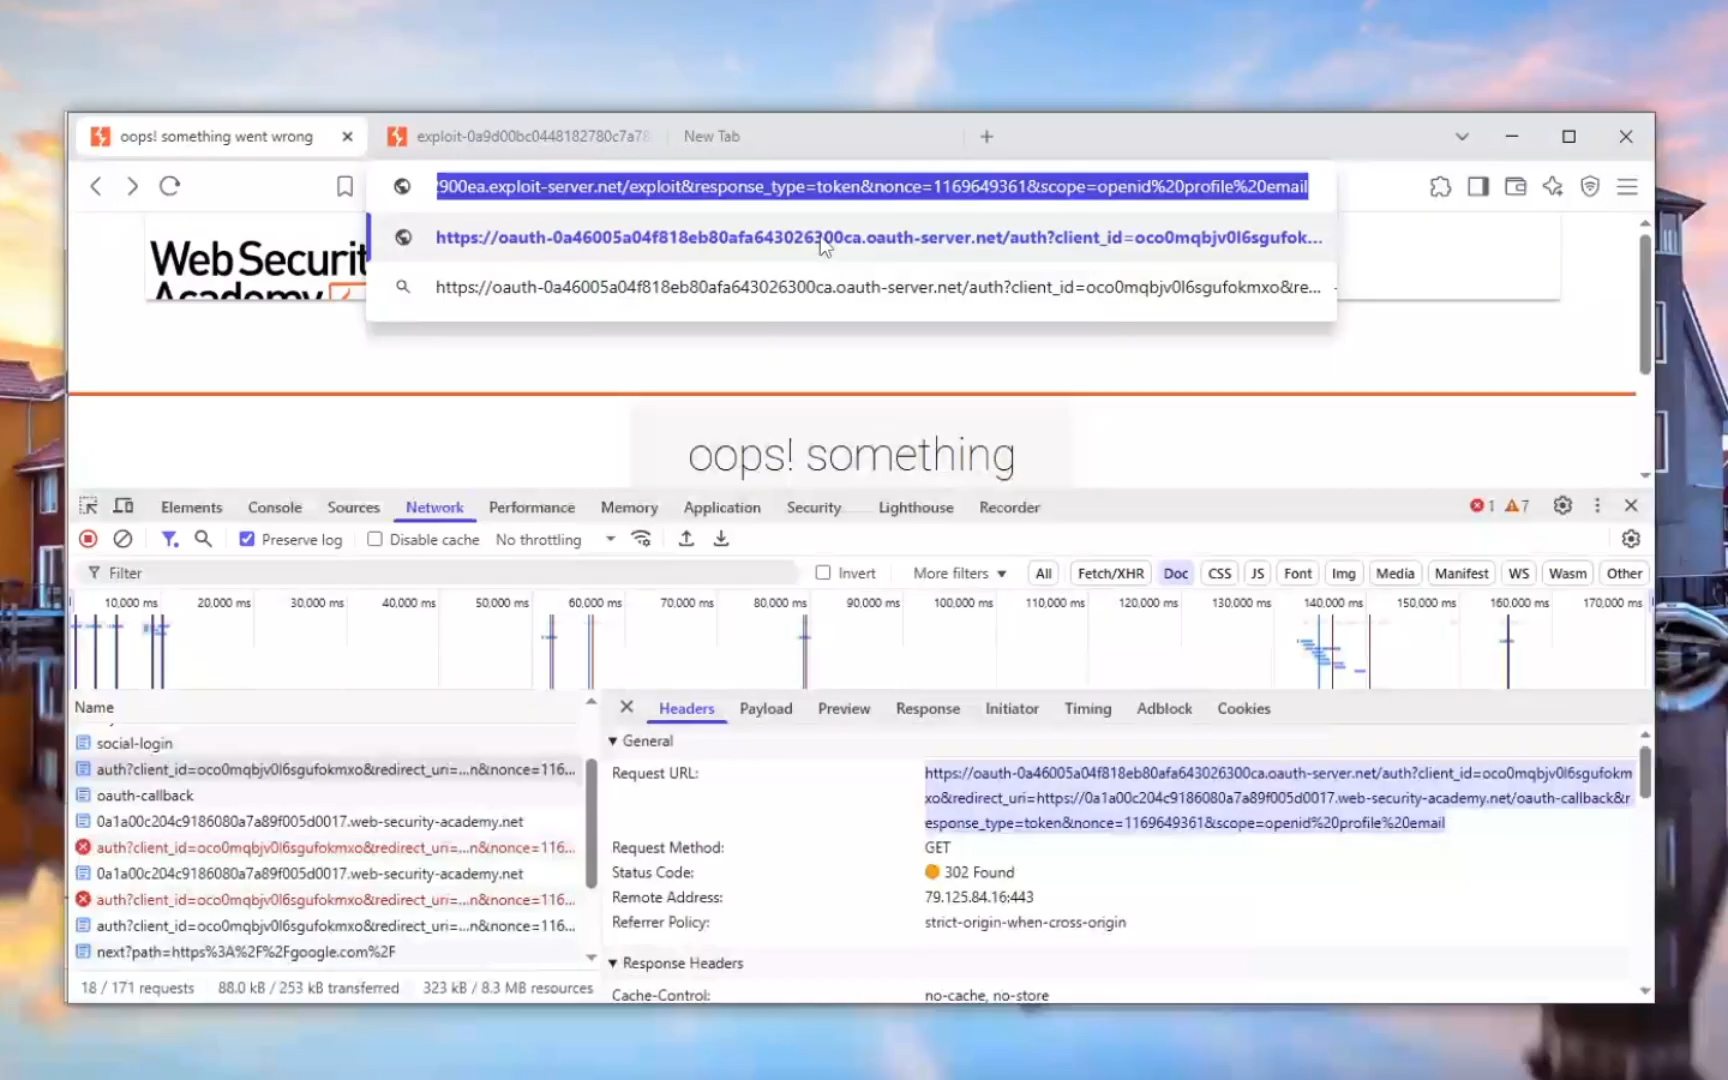 oops! something went wrong
exploit-0a9d00bc0448182780c7a78
New Tab
900ea.exploit-server.net/exploit&response_type=token&nonce=1169649361&scope=openid%20profile%20email
https://oauth-0a46005a04f818eb80afa643026300ca.oauth-server.net/auth?client_id=oco0mqbjv0l6sgufok...
https://oauth-0a46005a04f818eb80afa643026300ca.oauth-server.net/auth?client_id=oco0mqbjv0l6sgufokmxo&re...
Web Securit
Academy
oops! something
Elements Console Sources Network Performance Memory Application Security Lighthouse Recorder 1 7
Preserve log Disable cache No throttling
Filter Invert More filters All Fetch/XHR Doc CSS JS Font Img Media Manifest WS Wasm Other
10,000 ms 20,000 ms 30,000 ms 40,000 ms 50,000 ms 60,000 ms 70,000 ms 80,000 ms 90,000 ms 100,000 ms 110,000 ms 120,000 ms 130,000 ms 140,000 ms 150,000 ms 160,000 ms 170,000 ms
Name
social-login
auth?client_id=oco0mqbjv0l6sgufokmxo&redirect_uri=...n&nonce=116...
oauth-callback
0a1a00c204c9186080a7a89f005d0017.web-security-academy.net
auth?client_id=oco0mqbjv0l6sgufokmxo&redirect_uri=...n&nonce=116...
0a1a00c204c9186080a7a89f005d0017.web-security-academy.net
auth?client_id=oco0mqbjv0l6sgufokmxo&redirect_uri=...n&nonce=116...
auth?client_id=oco0mqbjv0l6sgufokmxo&redirect_uri=...n&nonce=116...
next?path=https%3A%2F%2Fgoogle.com%2F
18 / 171 requests 88.0 kB / 253 kB transferred 323 kB / 8.3 MB resources
Headers Payload Preview Response Initiator Timing Adblock Cookies
General
Request URL: https://oauth-0a46005a04f818eb80afa643026300ca.oauth-server.net/auth?client_id=oco0mqbjv0l6sgufokm
xo&redirect_uri=https://0a1a00c204c9186080a7a89f005d0017.web-security-academy.net/oauth-callback&r
esponse_type=token&nonce=1169649361&scope=openid%20profile%20email
Request Method: GET
Status Code: 302 Found
Remote Address: 79.125.84.16:443
Referrer Policy: strict-origin-when-cross-origin
Response Headers
Cache-Control: no-cache, no-store